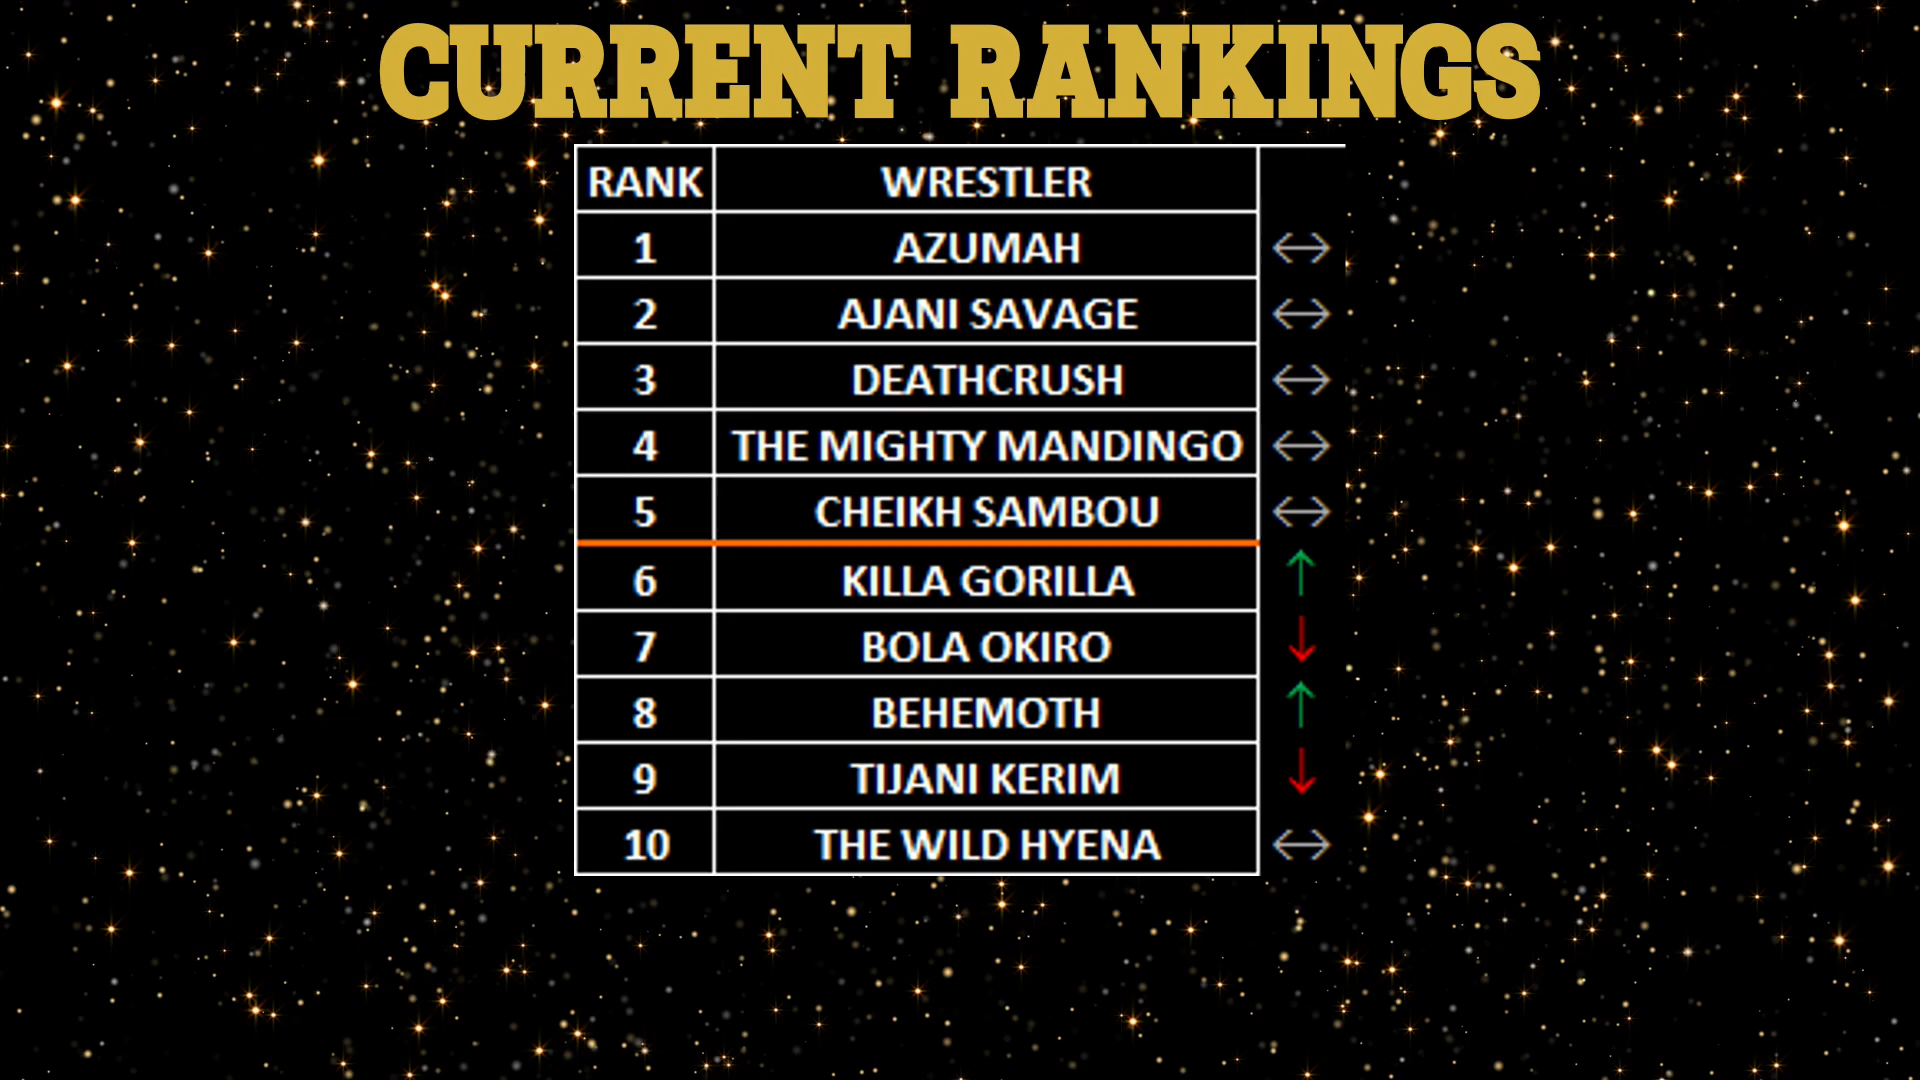 CURRENT RANKINGS
RANK WRESTLER
1 AZUMAH ↔
2 AJANI SAVAGE ↔
3 DEATHCRUSH ↔
4 THE MIGHTY MANDINGO ↔
5 CHEIKH SAMBOU ↔
6 KILLA GORILLA ↑
7 BOLA OKIRO ↓
8 BEHEMOTH ↑
9 TIJANI KERIM ↓
10 THE WILD HYENA ↔